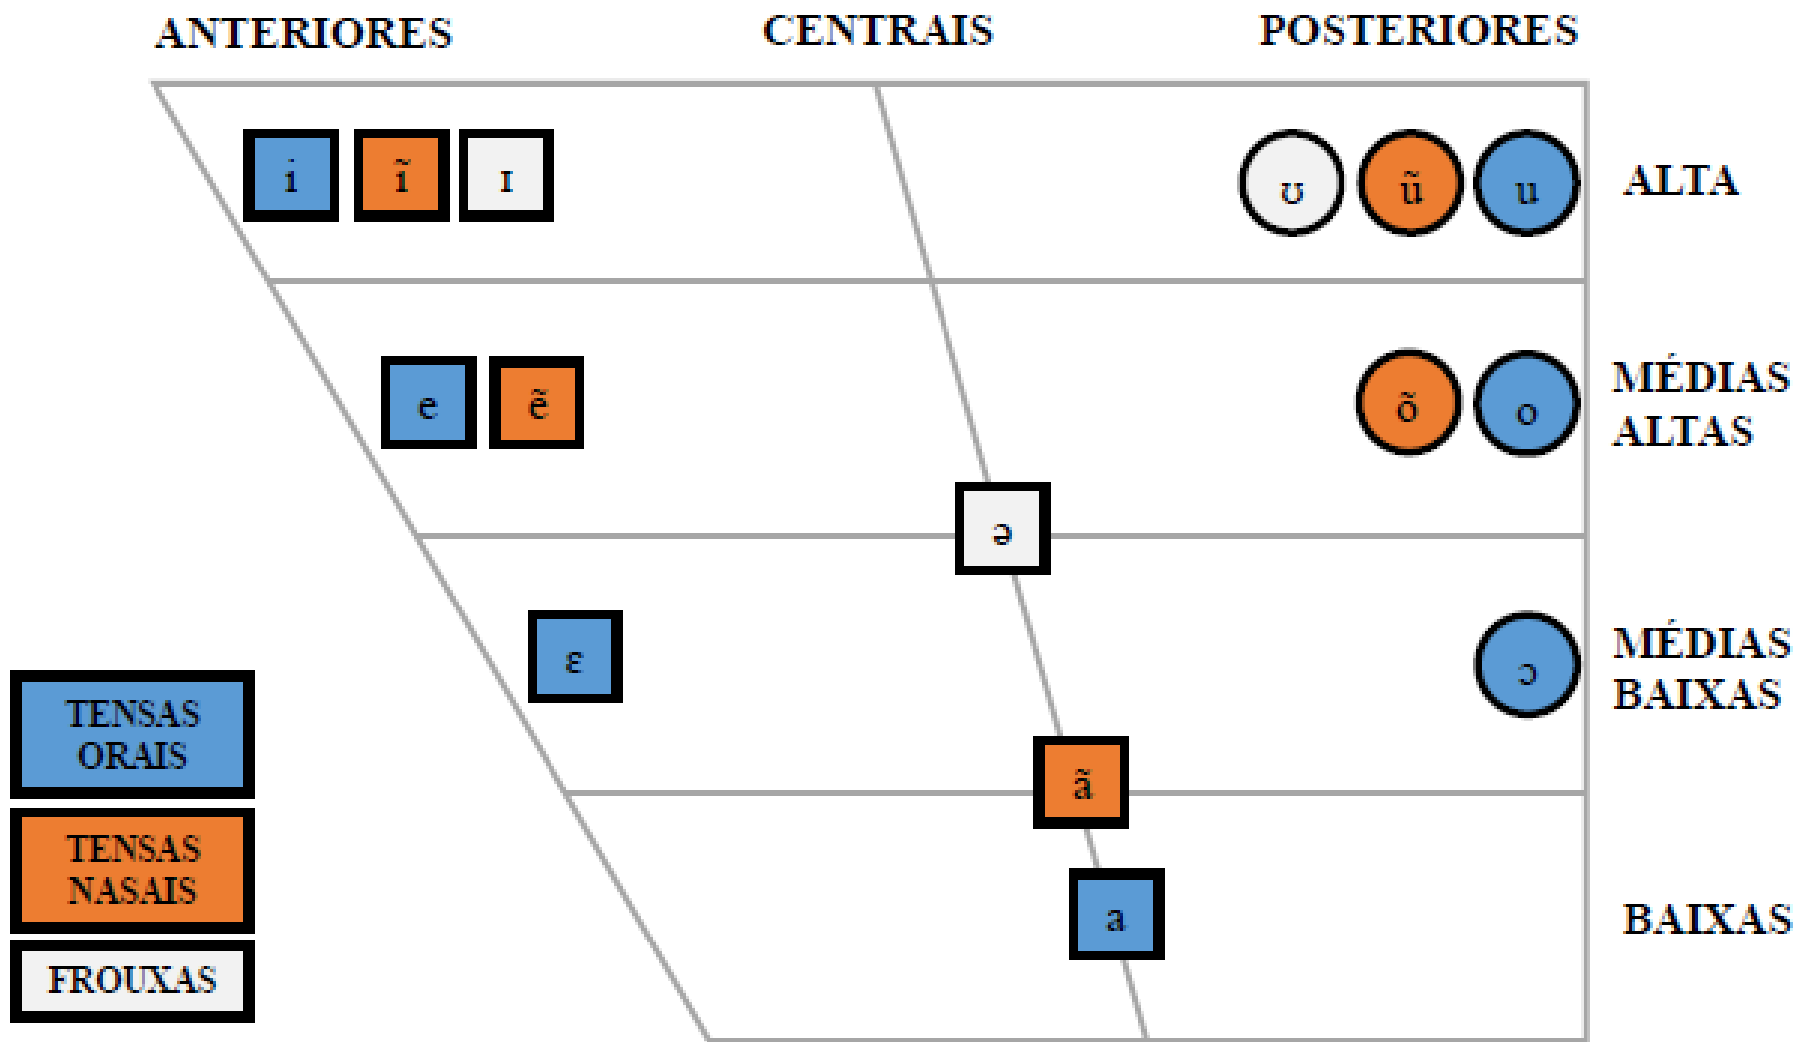 ANTERIORES CENTRAIS POSTERIORES
i ĩ ɪ ʊ ũ u ALTA
e ẽ õ o MÉDIAS
ALTAS
ə
ɛ ɔ MÉDIAS
BAIXAS
ã
a BAIXAS
TENSAS
ORAIS
TENSAS
NASAIS
FROUXAS